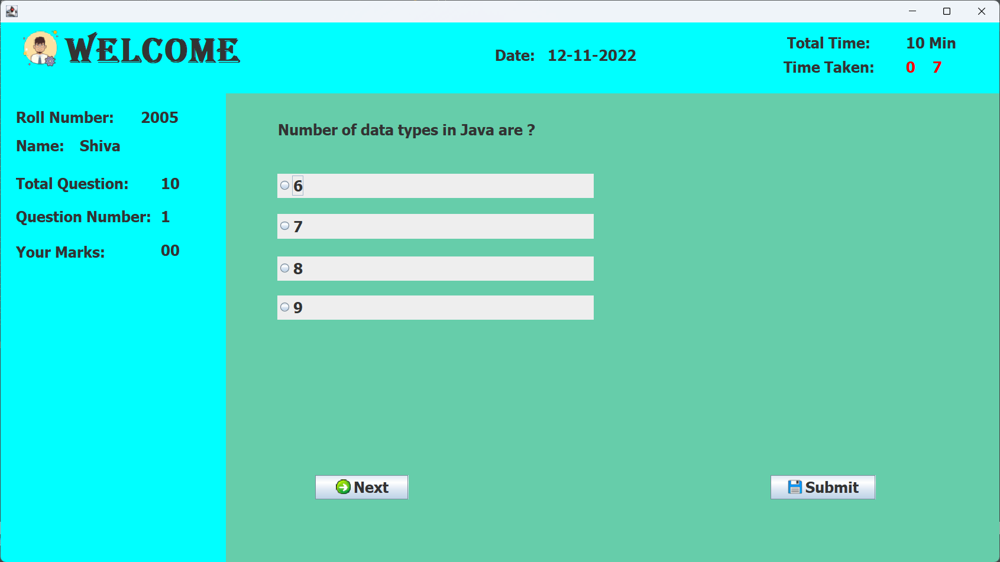 WELCOME
Date: 12-11-2022
Total Time: 10 Min
Time Taken: 0 7
Roll Number: 2005
Name: Shiva
Total Question: 10
Question Number: 1
Your Marks: 00
Number of data types in Java are ?
6
7
8
9
Next
Submit